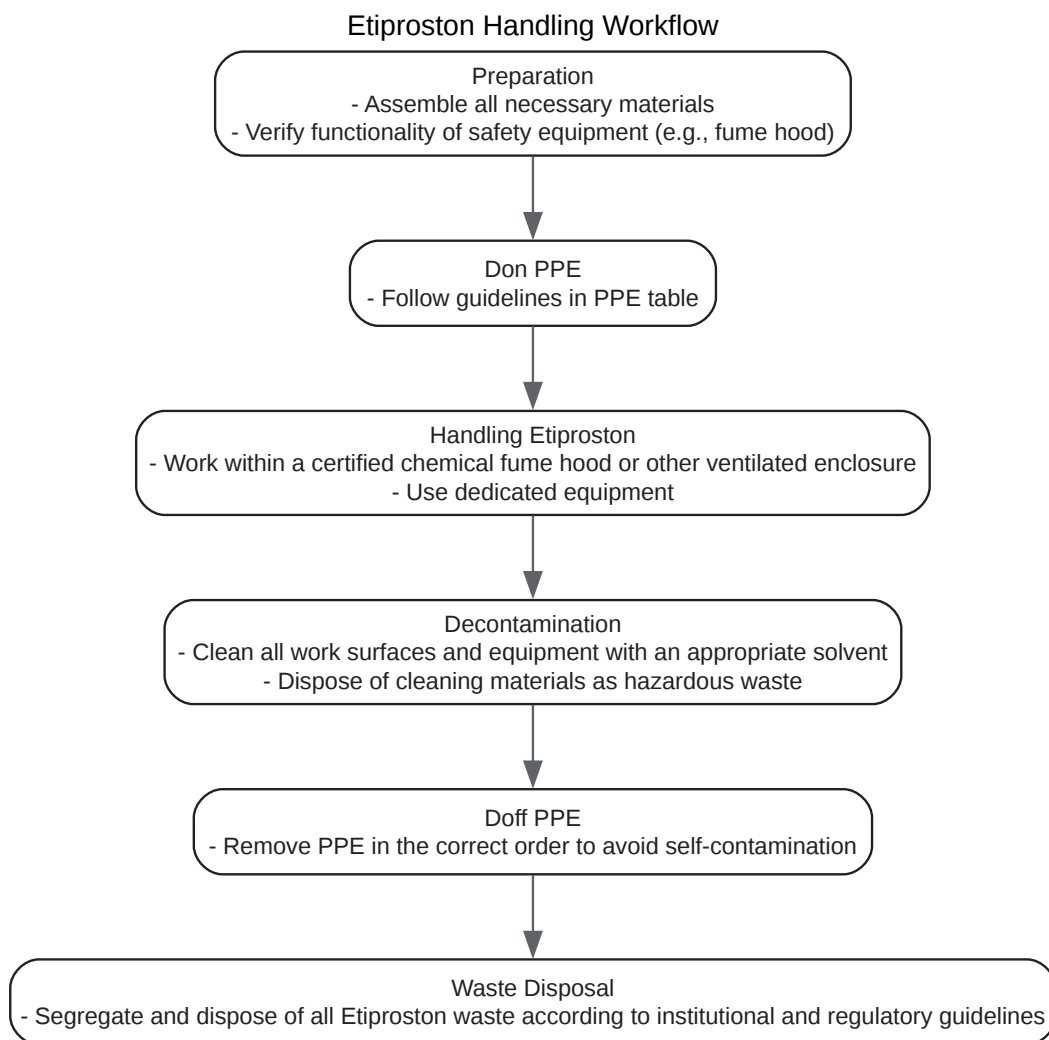 Etiproston Handling Workflow
Preparation
- Assemble all necessary materials
- Verify functionality of safety equipment (e.g., fume hood)
Don PPE
- Follow guidelines in PPE table
Handling Etiproston
- Work within a certified chemical fume hood or other ventilated enclosure
- Use dedicated equipment
Decontamination
- Clean all work surfaces and equipment with an appropriate solvent
- Dispose of cleaning materials as hazardous waste
Doff PPE
- Remove PPE in the correct order to avoid self-contamination
Waste Disposal
- Segregate and dispose of all Etiproston waste according to institutional and regulatory guidelines